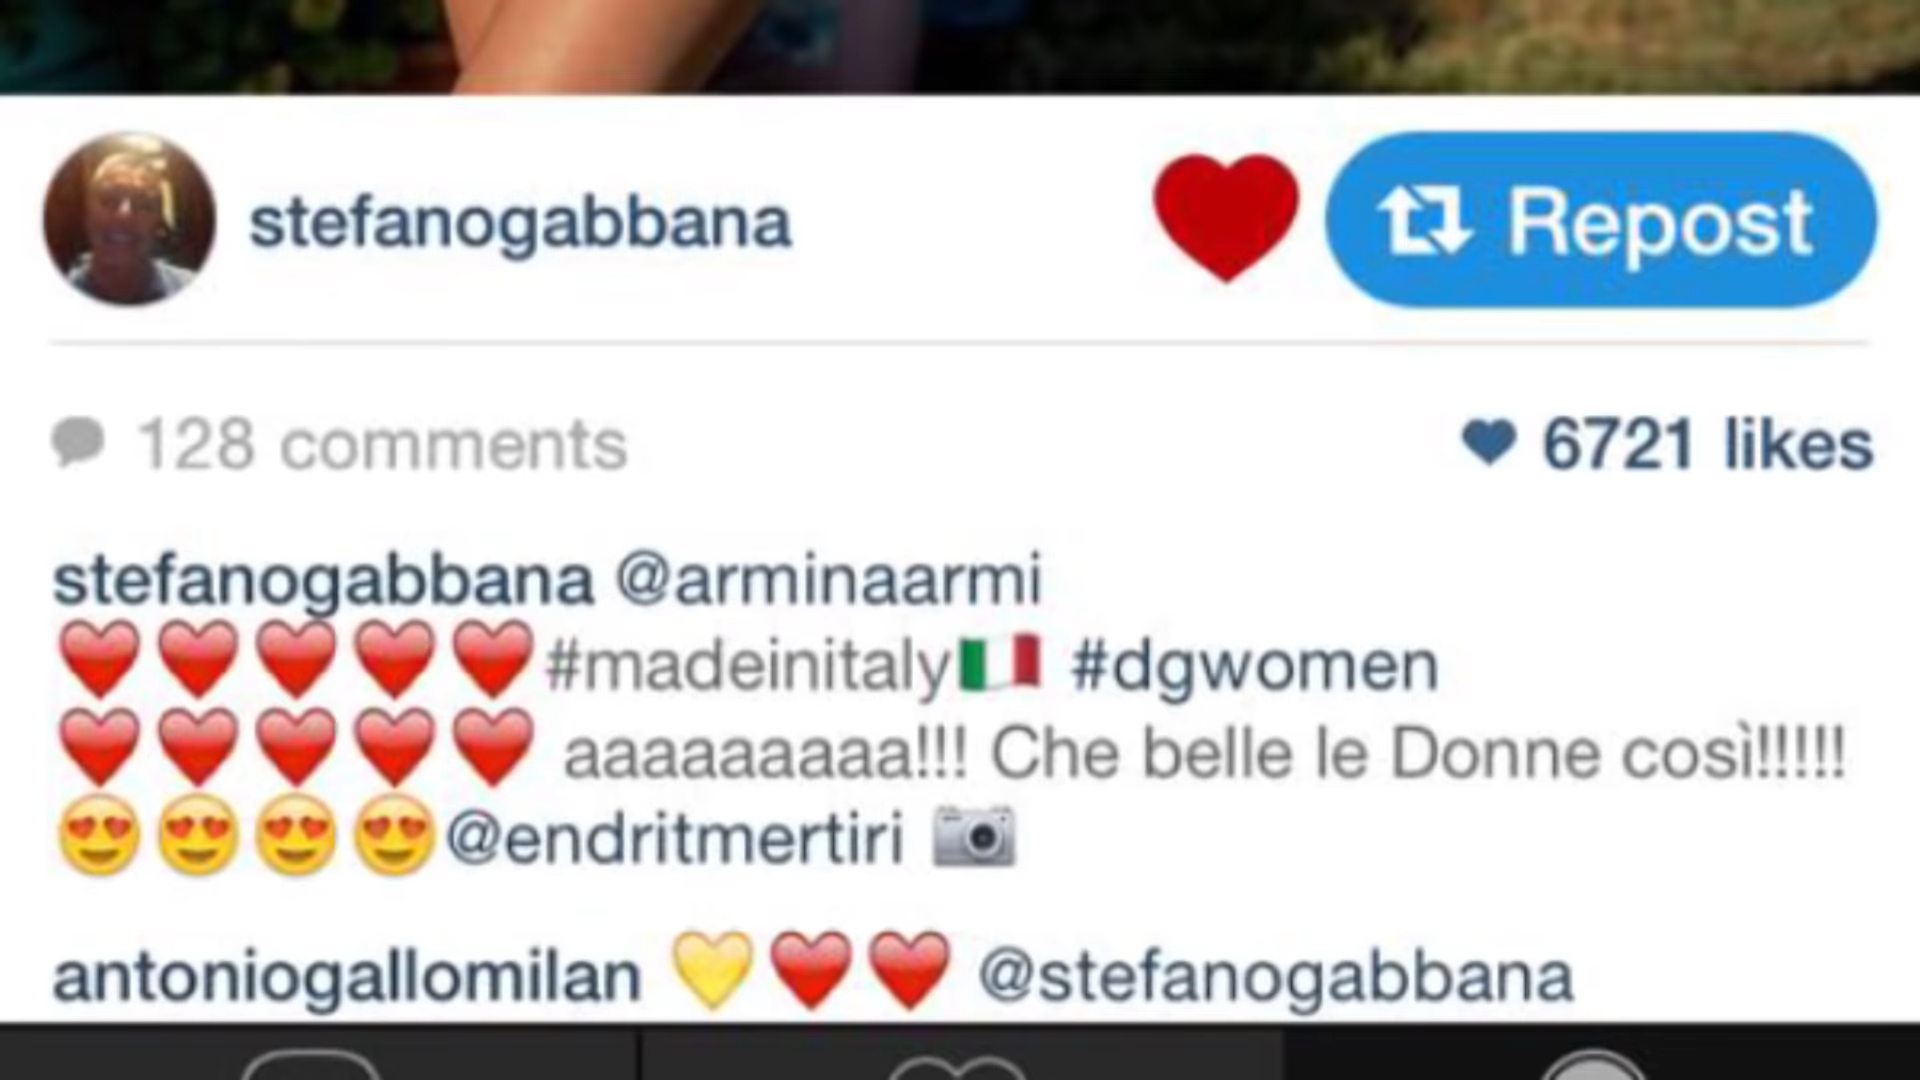 stefanogabbana
Repost
128 comments
6721 likes
stefanogabbana @arminaarmi
❤️❤️❤️❤️❤️#madeinitaly🇮🇹 #dgwomen
❤️❤️❤️❤️❤️ aaaaaaaaa!!! Che belle le Donne così!!!!!
😍😍😍😍@endritmertiri 📷
antoniogallomilan 💛❤️❤️ @stefanogabbana